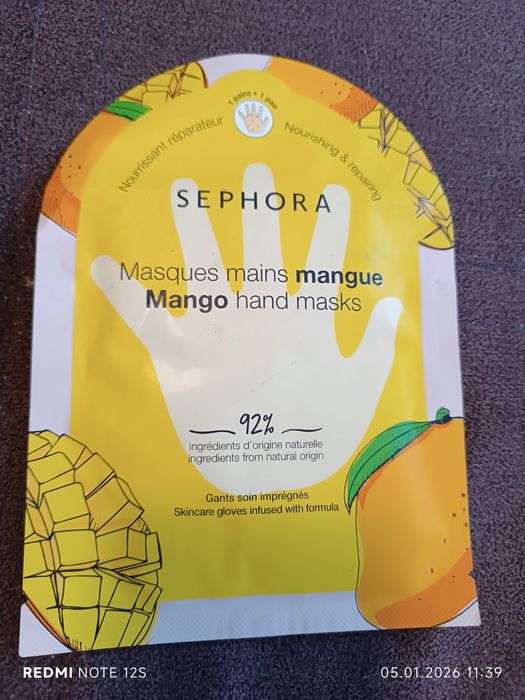 1 paire • 1 pair
Nourrissant réparateur
Nourishing & repairing
SEPHORA
Masques mains mangue
Mango hand masks
92%
ingrédients d'origine naturelle
ingredients from natural origin
Gants soin imprégnés
Skincare gloves infused with formula
REDMI NOTE 12S
05.01.2026 11:39